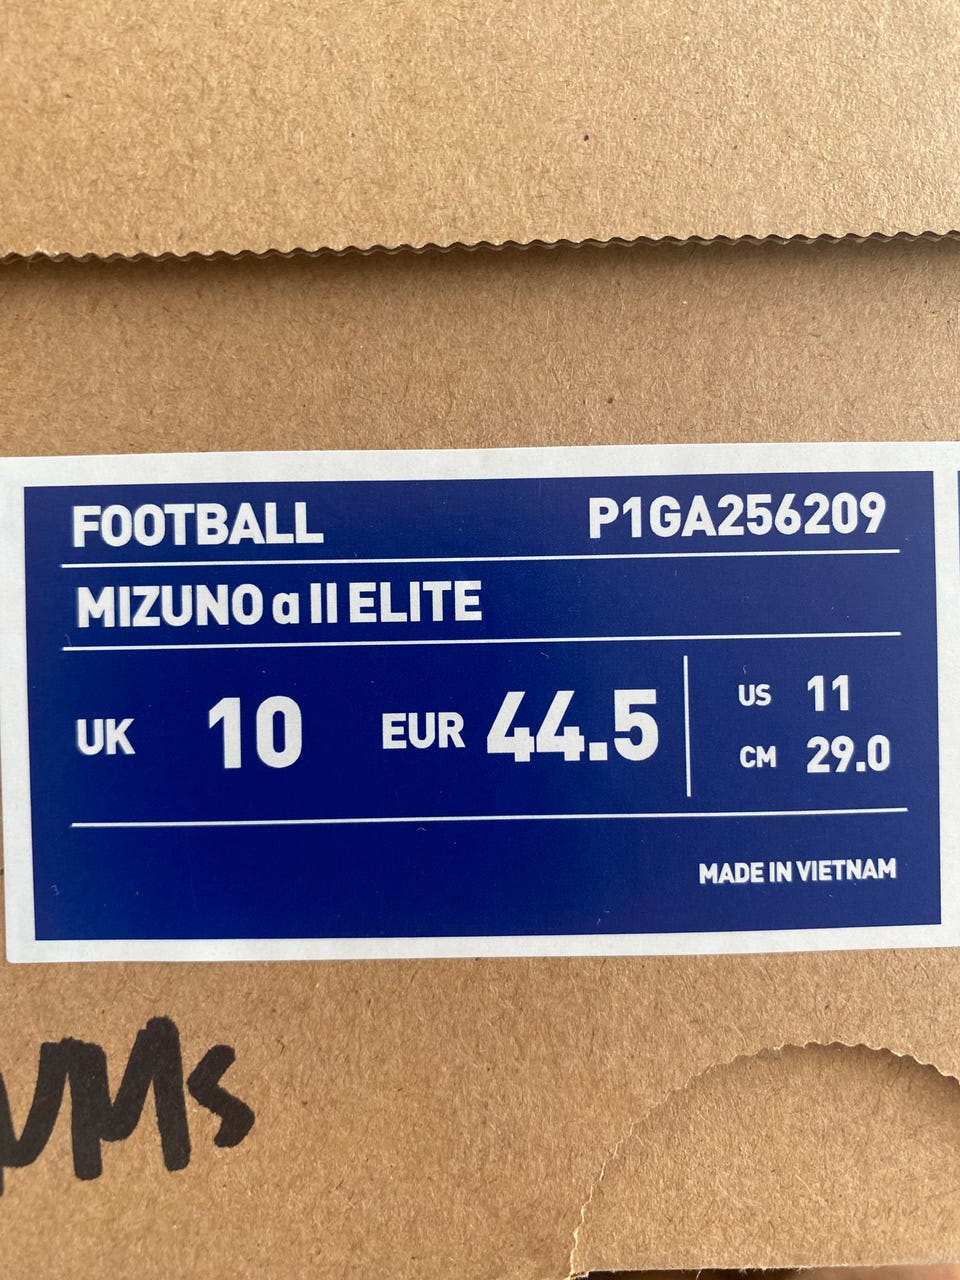 FOOTBALL P1GA256209
MIZUNO α II ELITE
UK 10 EUR 44.5 US 11
CM 29.0
MADE IN VIETNAM